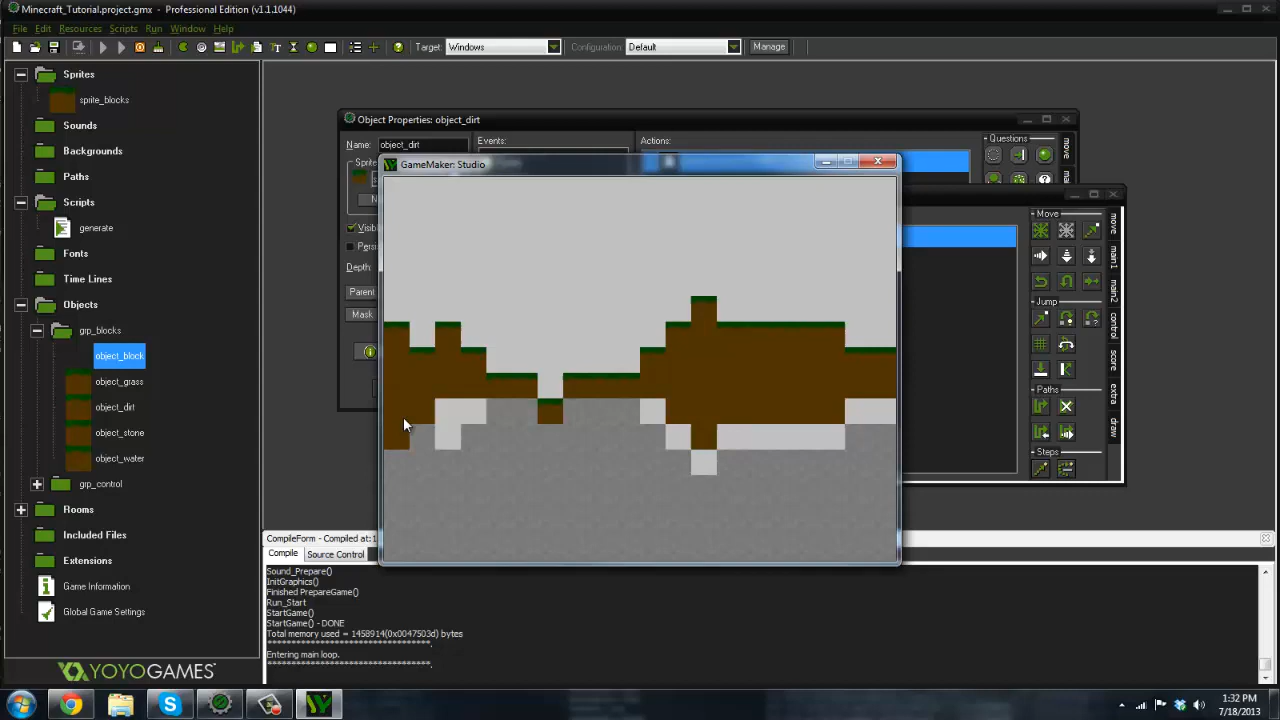 Minecraft_Tutorial.project.gmx - Professional Edition (v1.1.1044)
File Edit Resources Scripts Run Window Help
Target: Windows Configuration: Default Manage
Sprites
sprite_blocks
Sounds
Backgrounds
Paths
Scripts
generate
Fonts
Time Lines
Objects
grp_blocks
object_block
object_grass
object_dirt
object_stone
object_water
grp_control
Rooms
Included Files
Extensions
Game Information
Global Game Settings
YOYOGAMES
Object Properties: object_dirt
Name: object_dirt
Events:
Actions:
Questions
move
Depth
Parent
Mask
GameMaker: Studio
Move
Jump
Paths
Steps
move
main1
main2
control
score
extra
draw
CompileForm - Compiled at: 1
Compile Source Control
Sound_Prepare()
InitGraphics()
Finished PrepareGame()
Run_Start
StartGame()
StartGame() - DONE
Total memory used = 1458914(0x0047503d) bytes
**********************************.
Entering main loop.
**********************************.
1:32 PM
7/18/2013